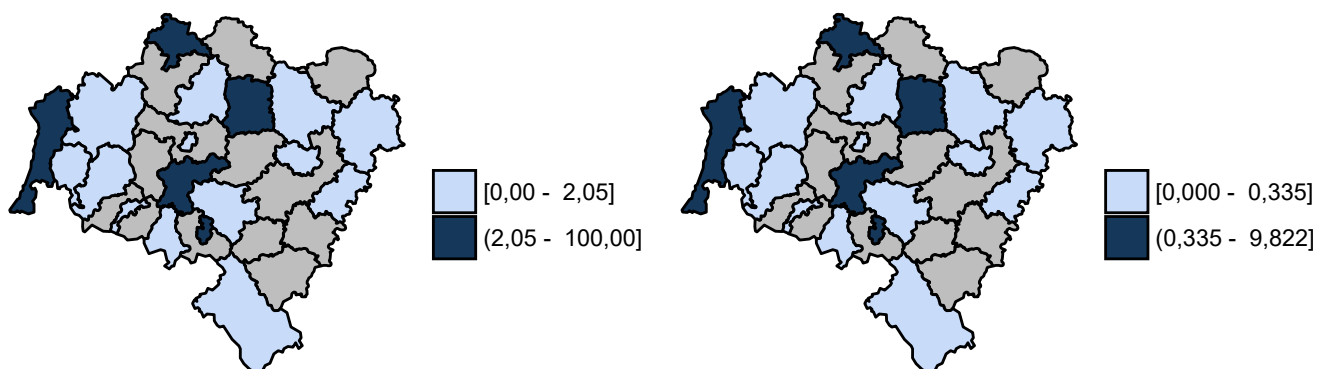 [0,00 - 2,05]
(2,05 - 100,00]
[0,000 - 0,335]
(0,335 - 9,822]